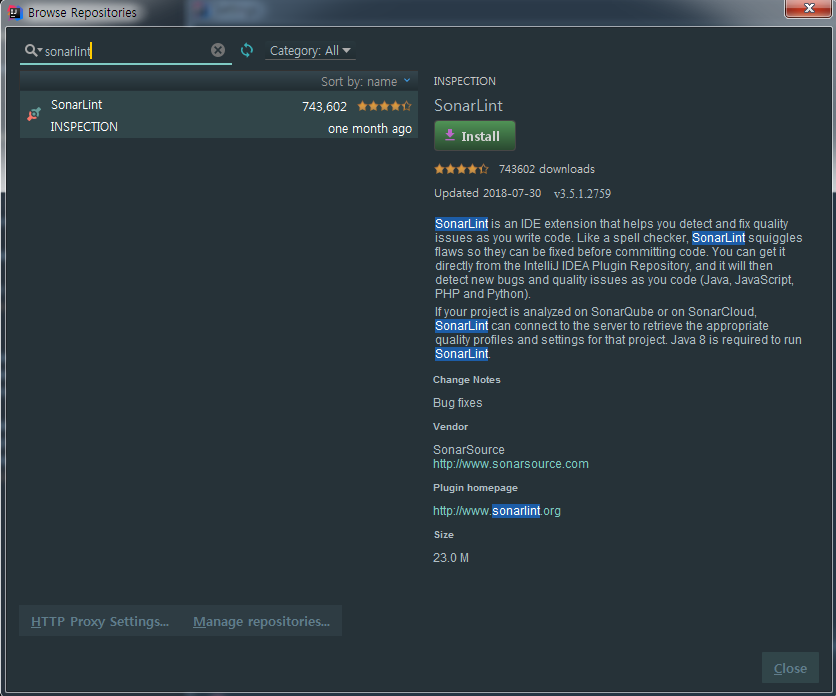 Browse Repositories
sonarlint
Category: All
Sort by: name
SonarLint
743,602
INSPECTION
one month ago
INSPECTION
SonarLint
Install
743602 downloads
Updated 2018-07-30 v3.5.1.2759
SonarLint is an IDE extension that helps you detect and fix quality
issues as you write code. Like a spell checker, SonarLint squiggles
flaws so they can be fixed before committing code. You can get it
directly from the IntelliJ IDEA Plugin Repository, and it will then
detect new bugs and quality issues as you code (Java, JavaScript,
PHP and Python).
If your project is analyzed on SonarQube or on SonarCloud,
SonarLint can connect to the server to retrieve the appropriate
quality profiles and settings for that project. Java 8 is required to run
SonarLint.
Change Notes
Bug fixes
Vendor
SonarSource
http://www.sonarsource.com
Plugin homepage
http://www.sonarlint.org
Size
23.0 M
HTTP Proxy Settings... Manage repositories...
Close